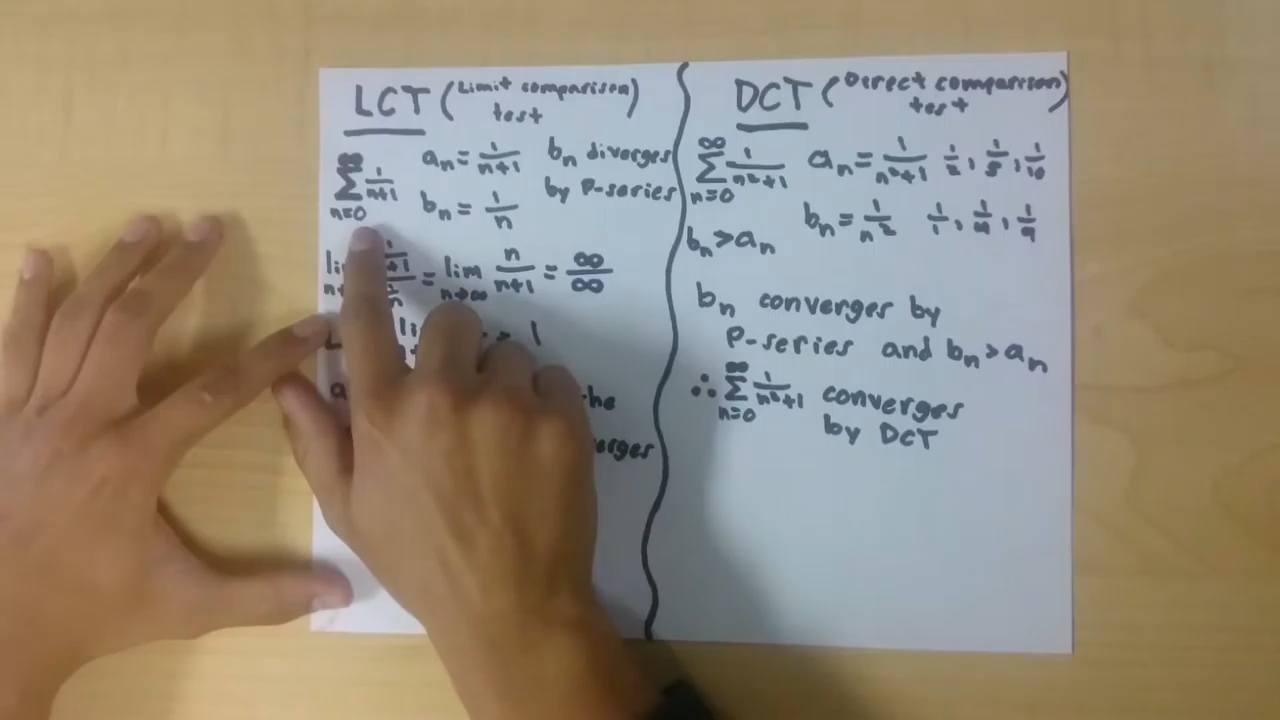 LCT (Limit comparison test)
∞ Σ n=0 1/(n+1) aₙ = 1/(n+1) bₙ diverges
bₙ = 1/n by P-series
= lim n→∞ n/(n+1) = ∞/∞
= 1
the
DCT (Direct comparison) test
∞ Σ n=0 1/(n²+1) aₙ = 1/(n²+1) 1/2, 1/5, 1/10
bₙ = 1/n² 1/1, 1/4, 1/9
bₙ > aₙ
bₙ converges by
P-series and bₙ > aₙ
∴ ∞ Σ n=0 1/(n²+1) converges
by DCT